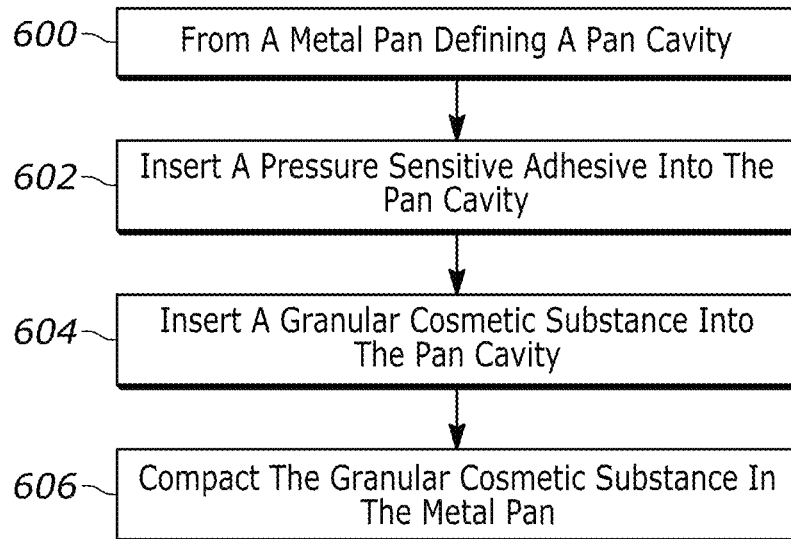 600
From A Metal Pan Defining A Pan Cavity
602
Insert A Pressure Sensitive Adhesive Into The
Pan Cavity
604
Insert A Granular Cosmetic Substance Into
The Pan Cavity
606
Compact The Granular Cosmetic Substance In
The Metal Pan